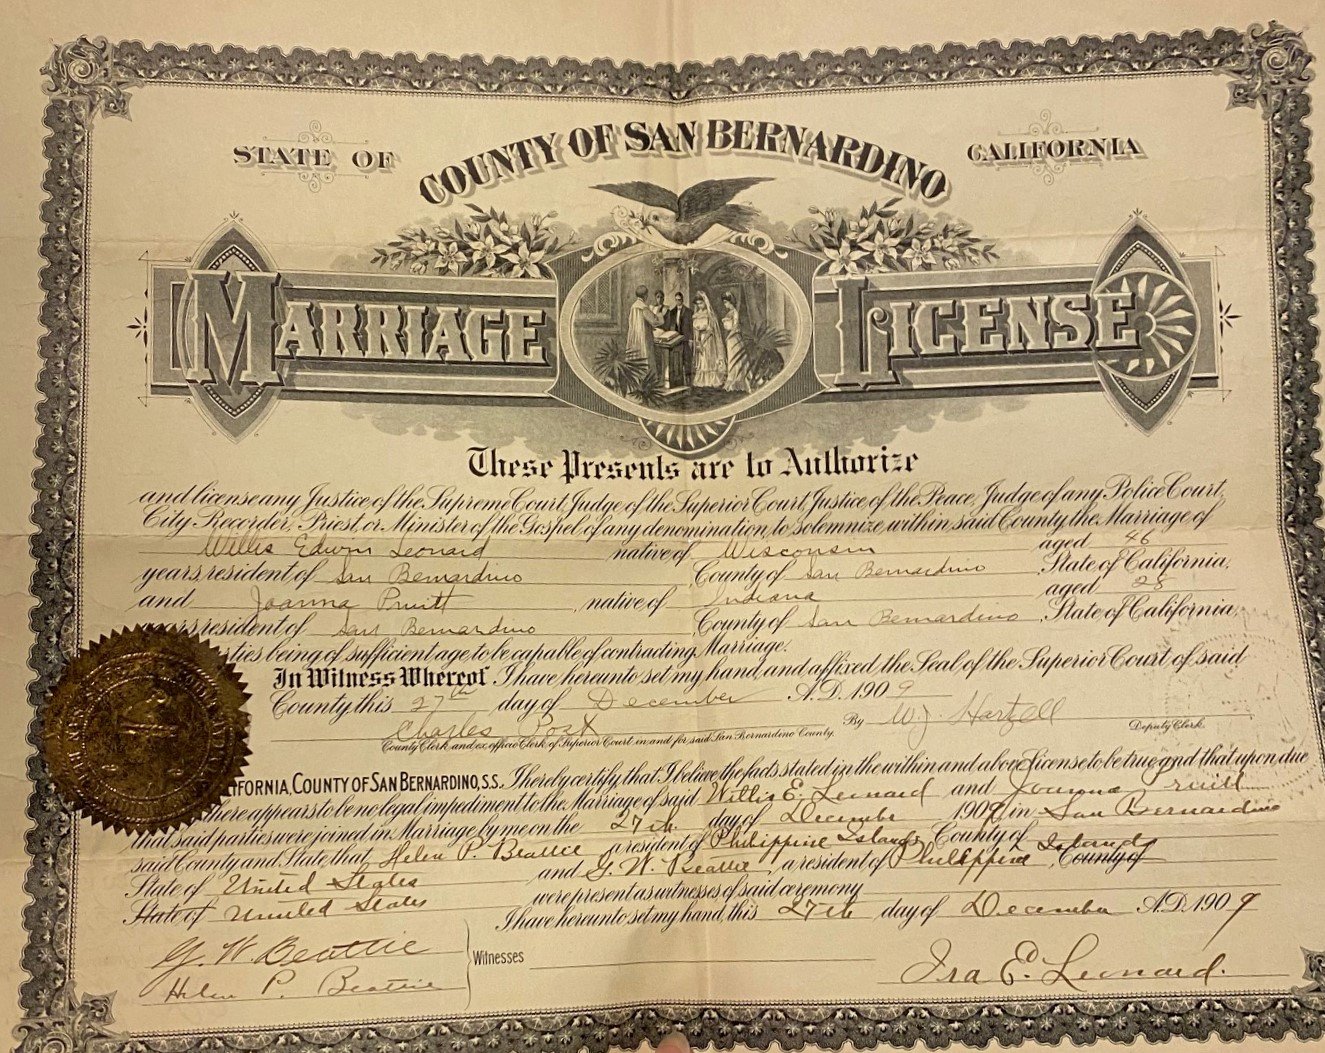 STATE OF
COUNTY OF SAN BERNARDINO
CALIFORNIA
MARRIAGE LICENSE
These Presents are to Authorize
and license any Justice of the Supreme Court, Judge of the Superior Court, Justice of the Peace, Judge of any Police Court,
City Recorder, Priest or Minister of the Gospel of any denomination, to solemnize within said County the Marriage of
Willis Edwin Leonard native of Wisconsin aged 46
years, resident of San Bernardino County of San Bernardino, State of California,
and Joanna Pruitt, native of Indiana aged 28
resident of San Bernardino, County of San Bernardino, State of California,
being of sufficient age to be capable of contracting Marriage.
In Witness Whereof I have hereunto set my hand and affixed the Seal of the Superior Court of said
County this 27th day of December A.D. 1909
Charles Post By W. J. Hartzell
County Clerk and ex officio Clerk of Superior Court in and for said San Bernardino County. Deputy Clerk.
COUNTY OF SAN BERNARDINO, S.S. I hereby certify that I believe the facts stated in the within and above License to be true and that upon due
there appears to be no legal impediment to the Marriage of said Willis E. Leonard and Joanna Pruitt
that said parties were joined in Marriage by me on the 27th day of December 1909, in San Bernardino
said County and State that Helen P. Beattie a resident of Philippine Islands County of Islands
State of United States and G. W. Beattie, a resident of Philippine, County of
State of United States were present as witnesses of said ceremony
I have hereunto set my hand, this 27th day of December A.D. 1909
G. W. Beattie
Helen P. Beattie
Witnesses
Ira E. Leonard.